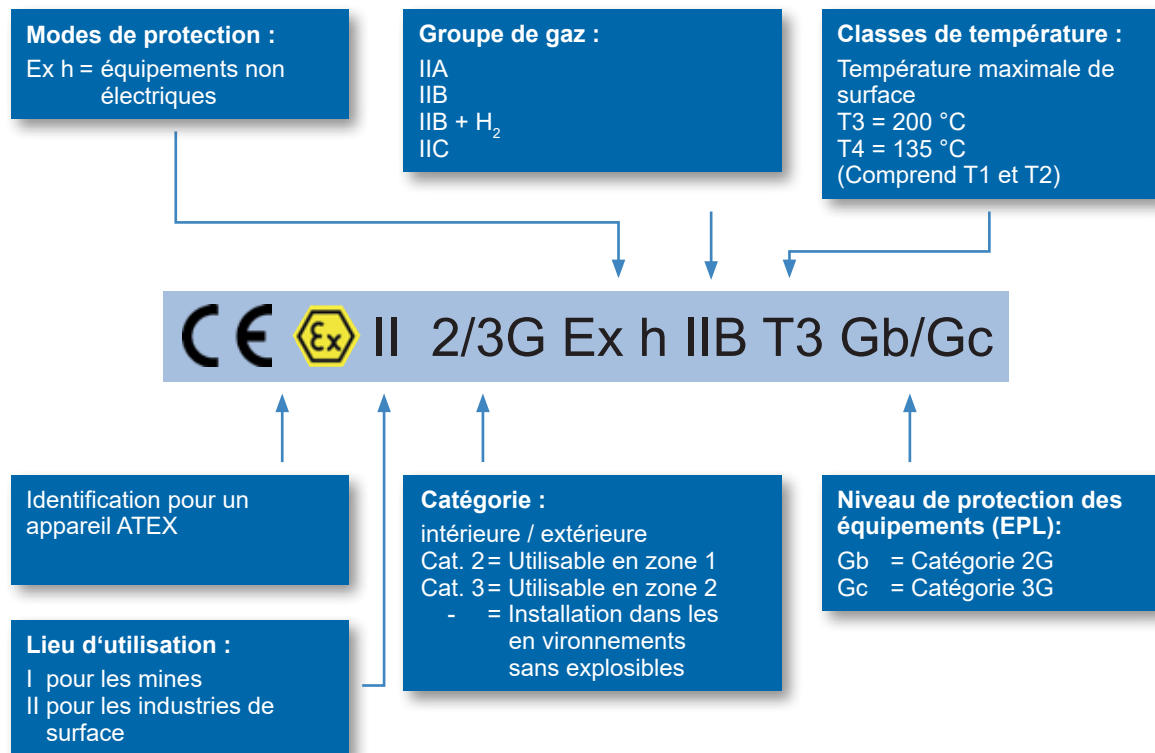 Modes de protection :
Ex h = équipements non
électriques
Groupe de gaz :
IIA
IIB
IIB + H₂
IIC
Classes de température :
Température maximale de
surface
T3 = 200 °C
T4 = 135 °C
(Comprend T1 et T2)
CE Ex II 2/3G Ex h IIB T3 Gb/Gc
Identification pour un
appareil ATEX
Lieu d‘utilisation :
I pour les mines
II pour les industries de
surface
Catégorie :
intérieure / extérieure
Cat. 2 = Utilisable en zone 1
Cat. 3 = Utilisable en zone 2
- = Installation dans les
en vironnements
sans explosibles
Niveau de protection des
équipements (EPL):
Gb = Catégorie 2G
Gc = Catégorie 3G